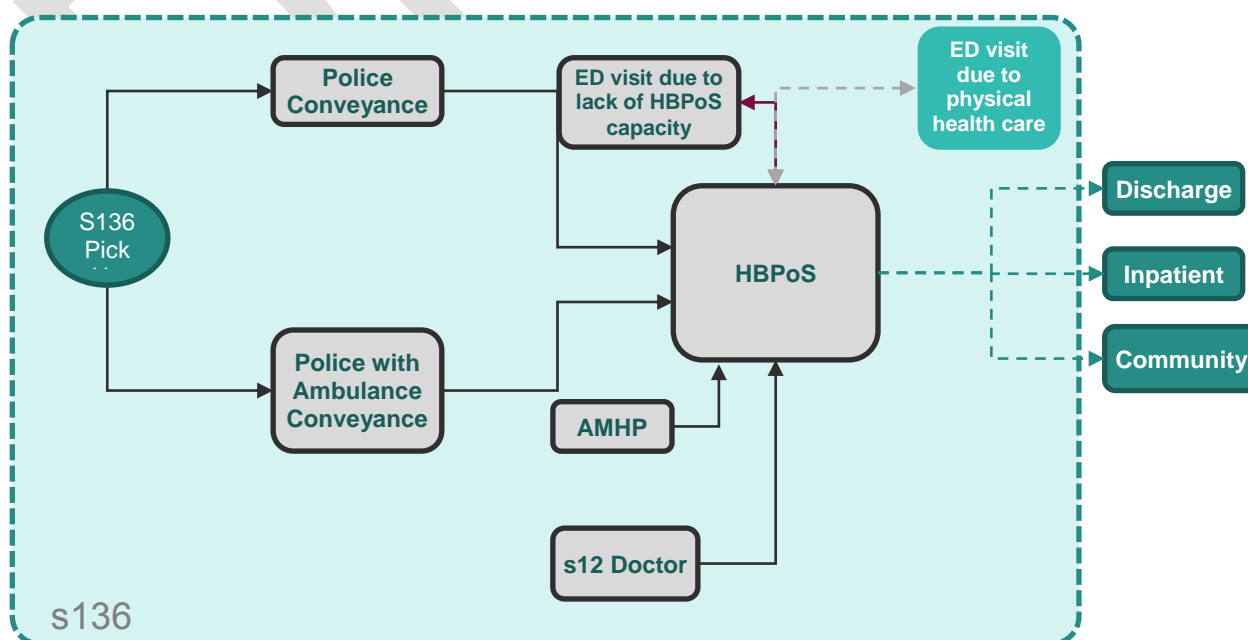 Police
Conveyance
ED visit due to
lack of HBPoS
capacity
ED visit
due to
physical
health care
S136
Pick
Discharge
HBPoS
Inpatient
Police with
Ambulance
Conveyance
Community
AMHP
s12 Doctor
s136